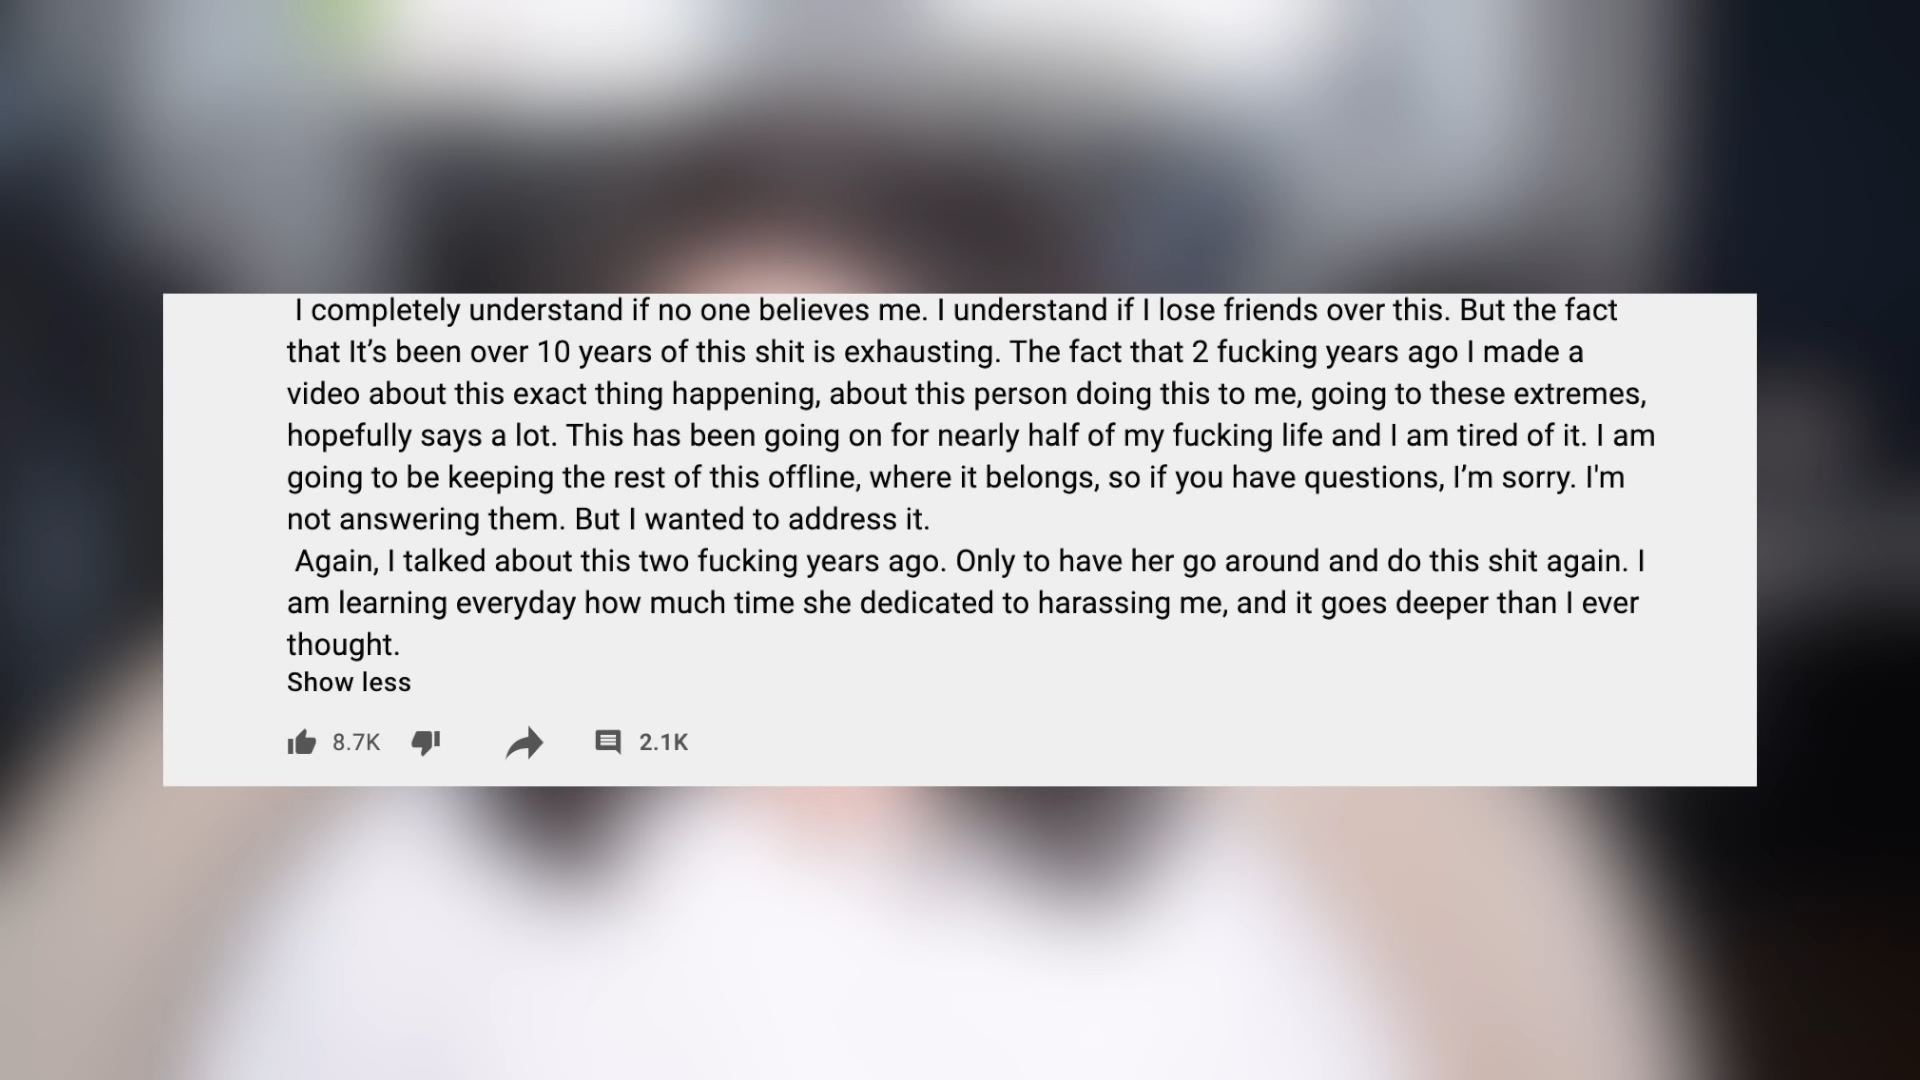 I completely understand if no one believes me. I understand if I lose friends over this. But the fact
that It’s been over 10 years of this shit is exhausting. The fact that 2 fucking years ago I made a
video about this exact thing happening, about this person doing this to me, going to these extremes,
hopefully says a lot. This has been going on for nearly half of my fucking life and I am tired of it. I am
going to be keeping the rest of this offline, where it belongs, so if you have questions, I’m sorry. I'm
not answering them. But I wanted to address it.
Again, I talked about this two fucking years ago. Only to have her go around and do this shit again. I
am learning everyday how much time she dedicated to harassing me, and it goes deeper than I ever
thought.
Show less
8.7K 2.1K